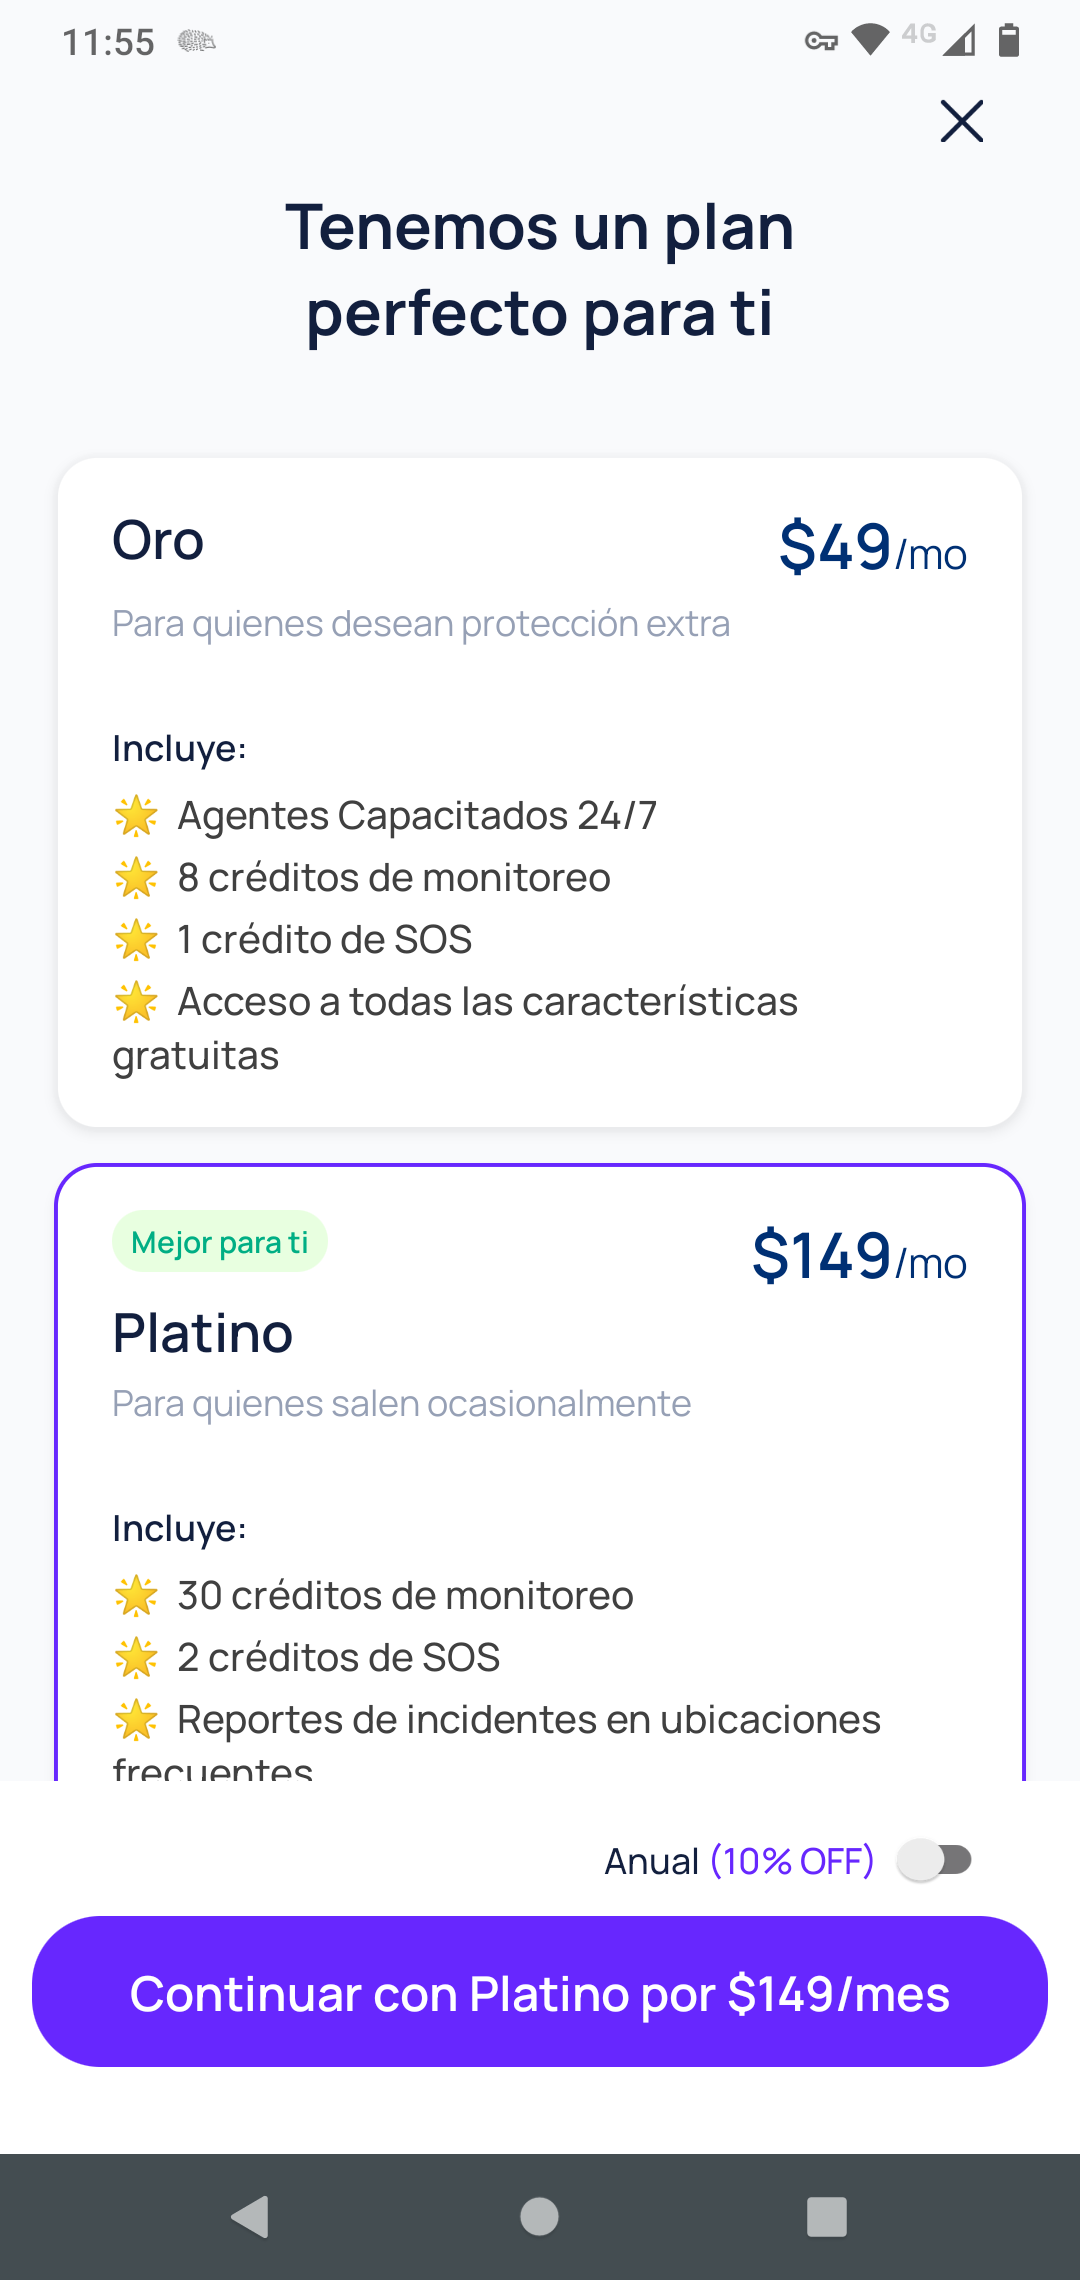 11:55
4G
Tenemos un plan
perfecto para ti
Oro
$49/mo
Para quienes desean protección extra
Incluye:
🌟 Agentes Capacitados 24/7
🌟 8 créditos de monitoreo
🌟 1 crédito de SOS
🌟 Acceso a todas las características
gratuitas
Mejor para ti
$149/mo
Platino
Para quienes salen ocasionalmente
Incluye:
🌟 30 créditos de monitoreo
🌟 2 créditos de SOS
🌟 Reportes de incidentes en ubicaciones
frecuentes
Anual (10% OFF)
Continuar con Platino por $149/mes